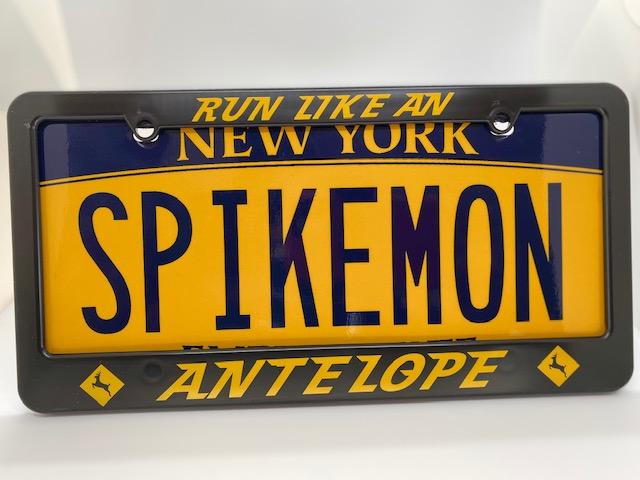 RUN LIKE AN
NEW YORK
SPIKEMON
ANTELOPE